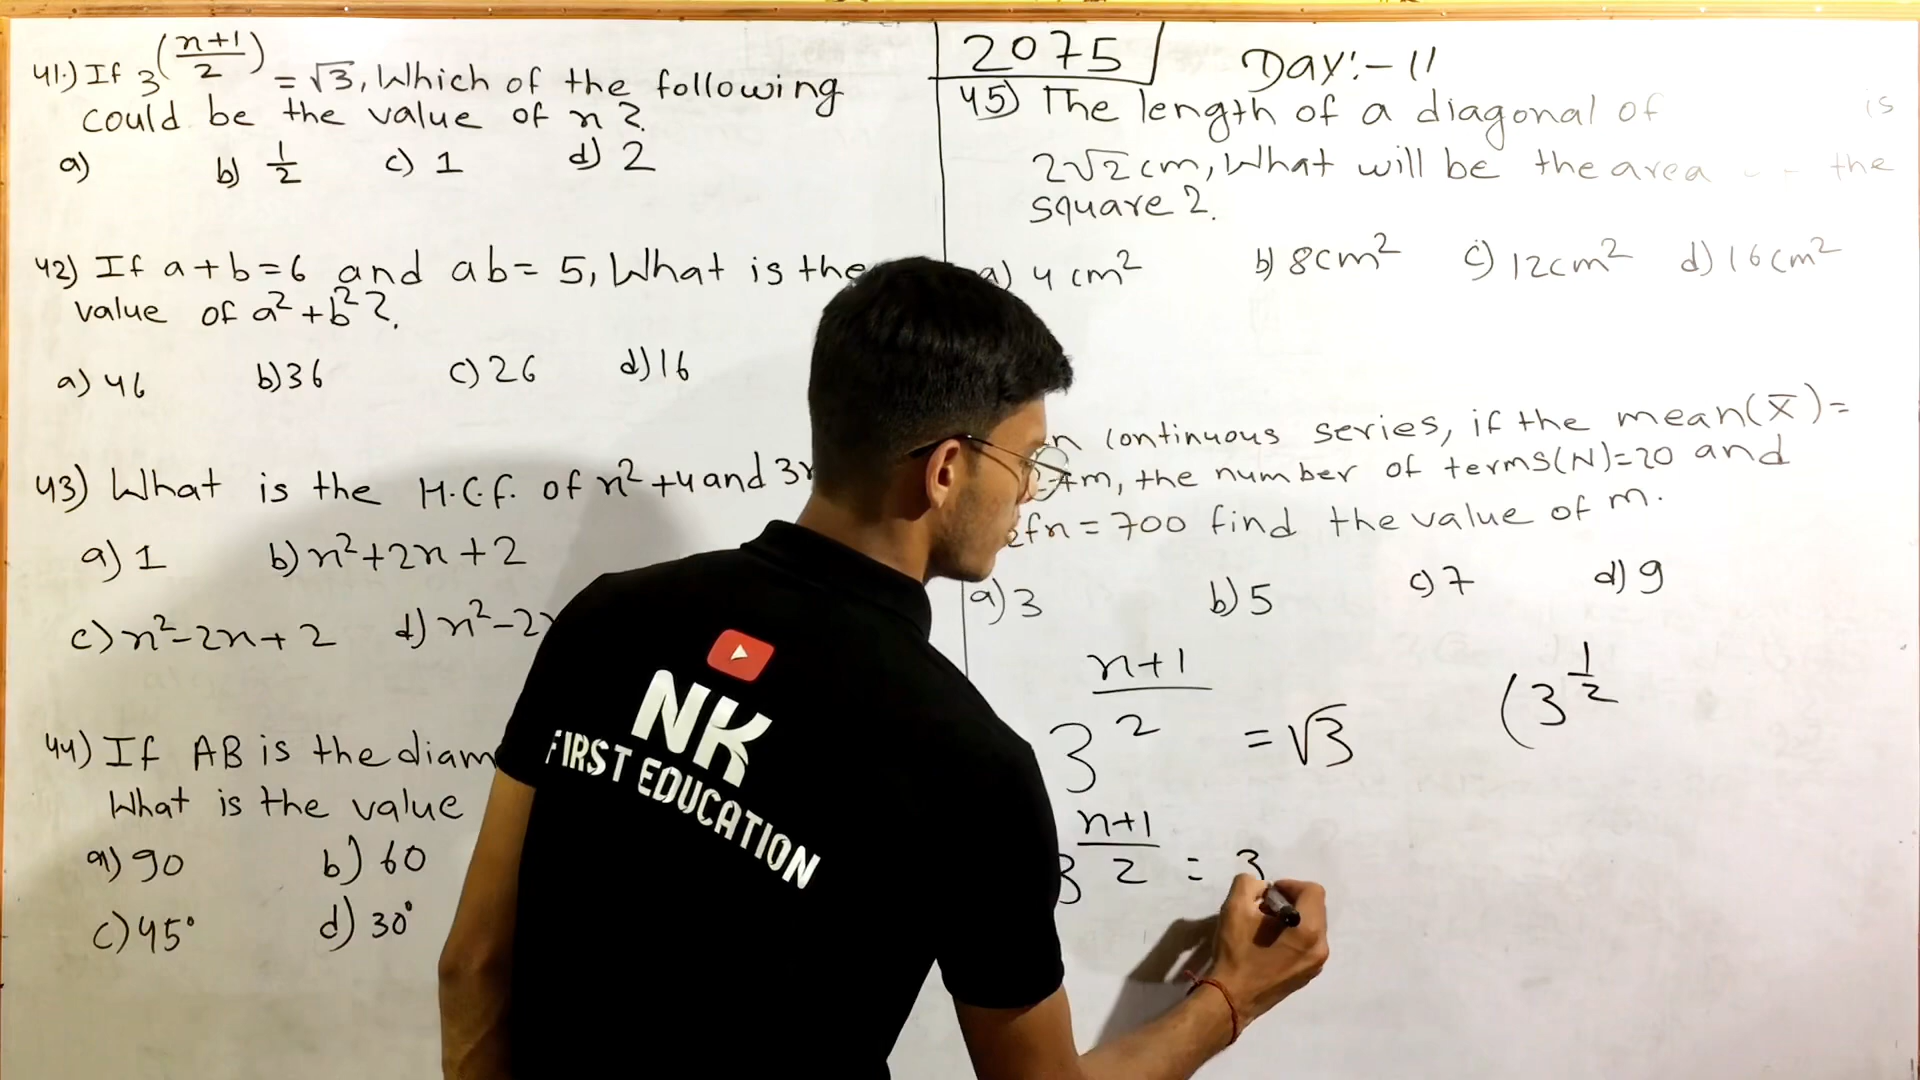 41.) If 3^(n+1/2) = √3, Which of the following
could be the value of n ?
a) b) 1/2 c) 1 d) 2
42) If a+b=6 and ab= 5, What is the
value of a²+b² ?.
a) 46 b) 36 c) 26 d) 16
43) What is the H.C.f. of n²+4 and 3
a) 1 b) n²+2n+2
c) n²-2n+2 d) n²-2
44) If AB is the diam
What is the value
a) 90 b) 60
c) 45° d) 30°
2075 Day:- 11
45) The length of a diagonal of is
2√2 cm, What will be the area the
square ?.
a) 4 cm² b) 8cm² c) 12cm² d) 16cm²
n continuous series, if the mean(x̄)=
+m, the number of terms(N)=20 and
fn = 700 find the value of m.
a) 3 b) 5 c) 7 d) 9
3^(n+1/2) = √3 (3^1/2
3^(n+1/2) = 3
NK
FIRST EDUCATION